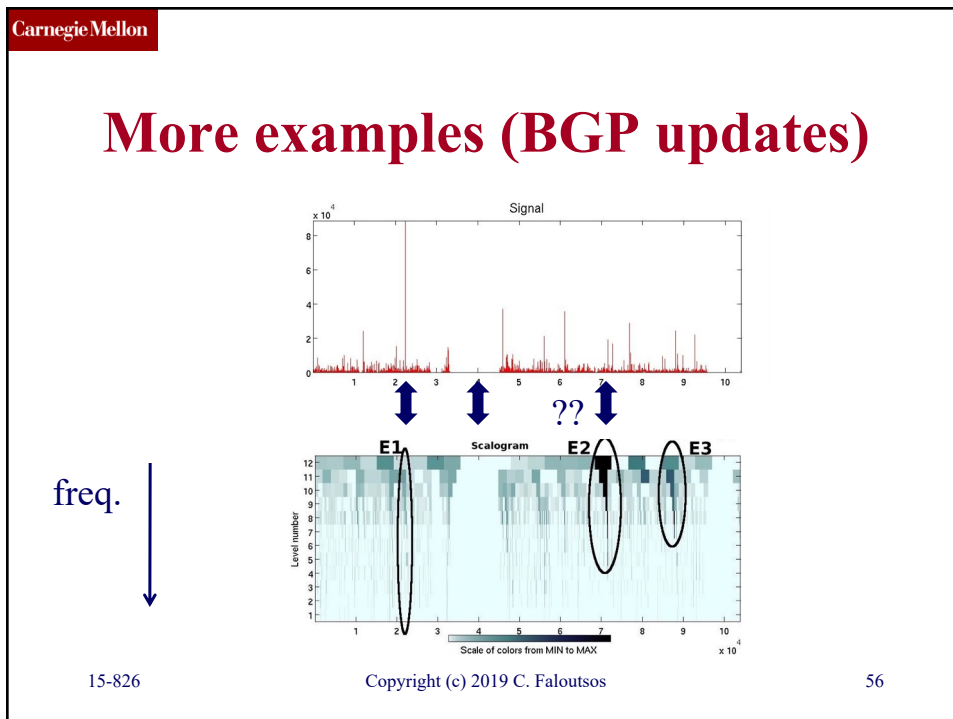 Carnegie Mellon
More examples (BGP updates)
Signal
x 10^4
8
6
4
2
0
1 2 3 4 5 6 7 8 9 10
??
E1 Scalogram E2 E3
freq.
Level number
12
11
10
9
8
7
6
5
4
3
2
1
1 2 3 4 5 6 7 8 9 10
x 10^4
Scale of colors from MIN to MAX
15-826 Copyright (c) 2019 C. Faloutsos 56